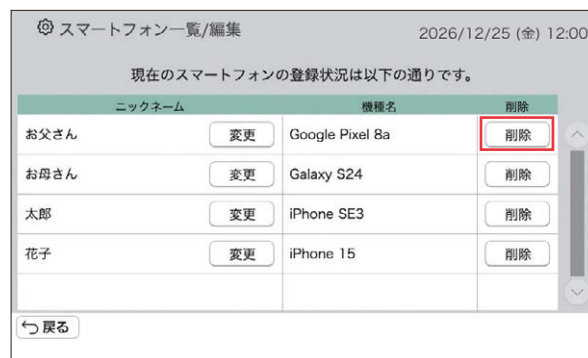 スマートフォン一覧/編集 2026/12/25 (金) 12:00
現在のスマートフォンの登録状況は以下の通りです。
ニックネーム 機種名 削除
お父さん 変更 Google Pixel 8a 削除
お母さん 変更 Galaxy S24 削除
太郎 変更 iPhone SE3 削除
花子 変更 iPhone 15 削除
戻る